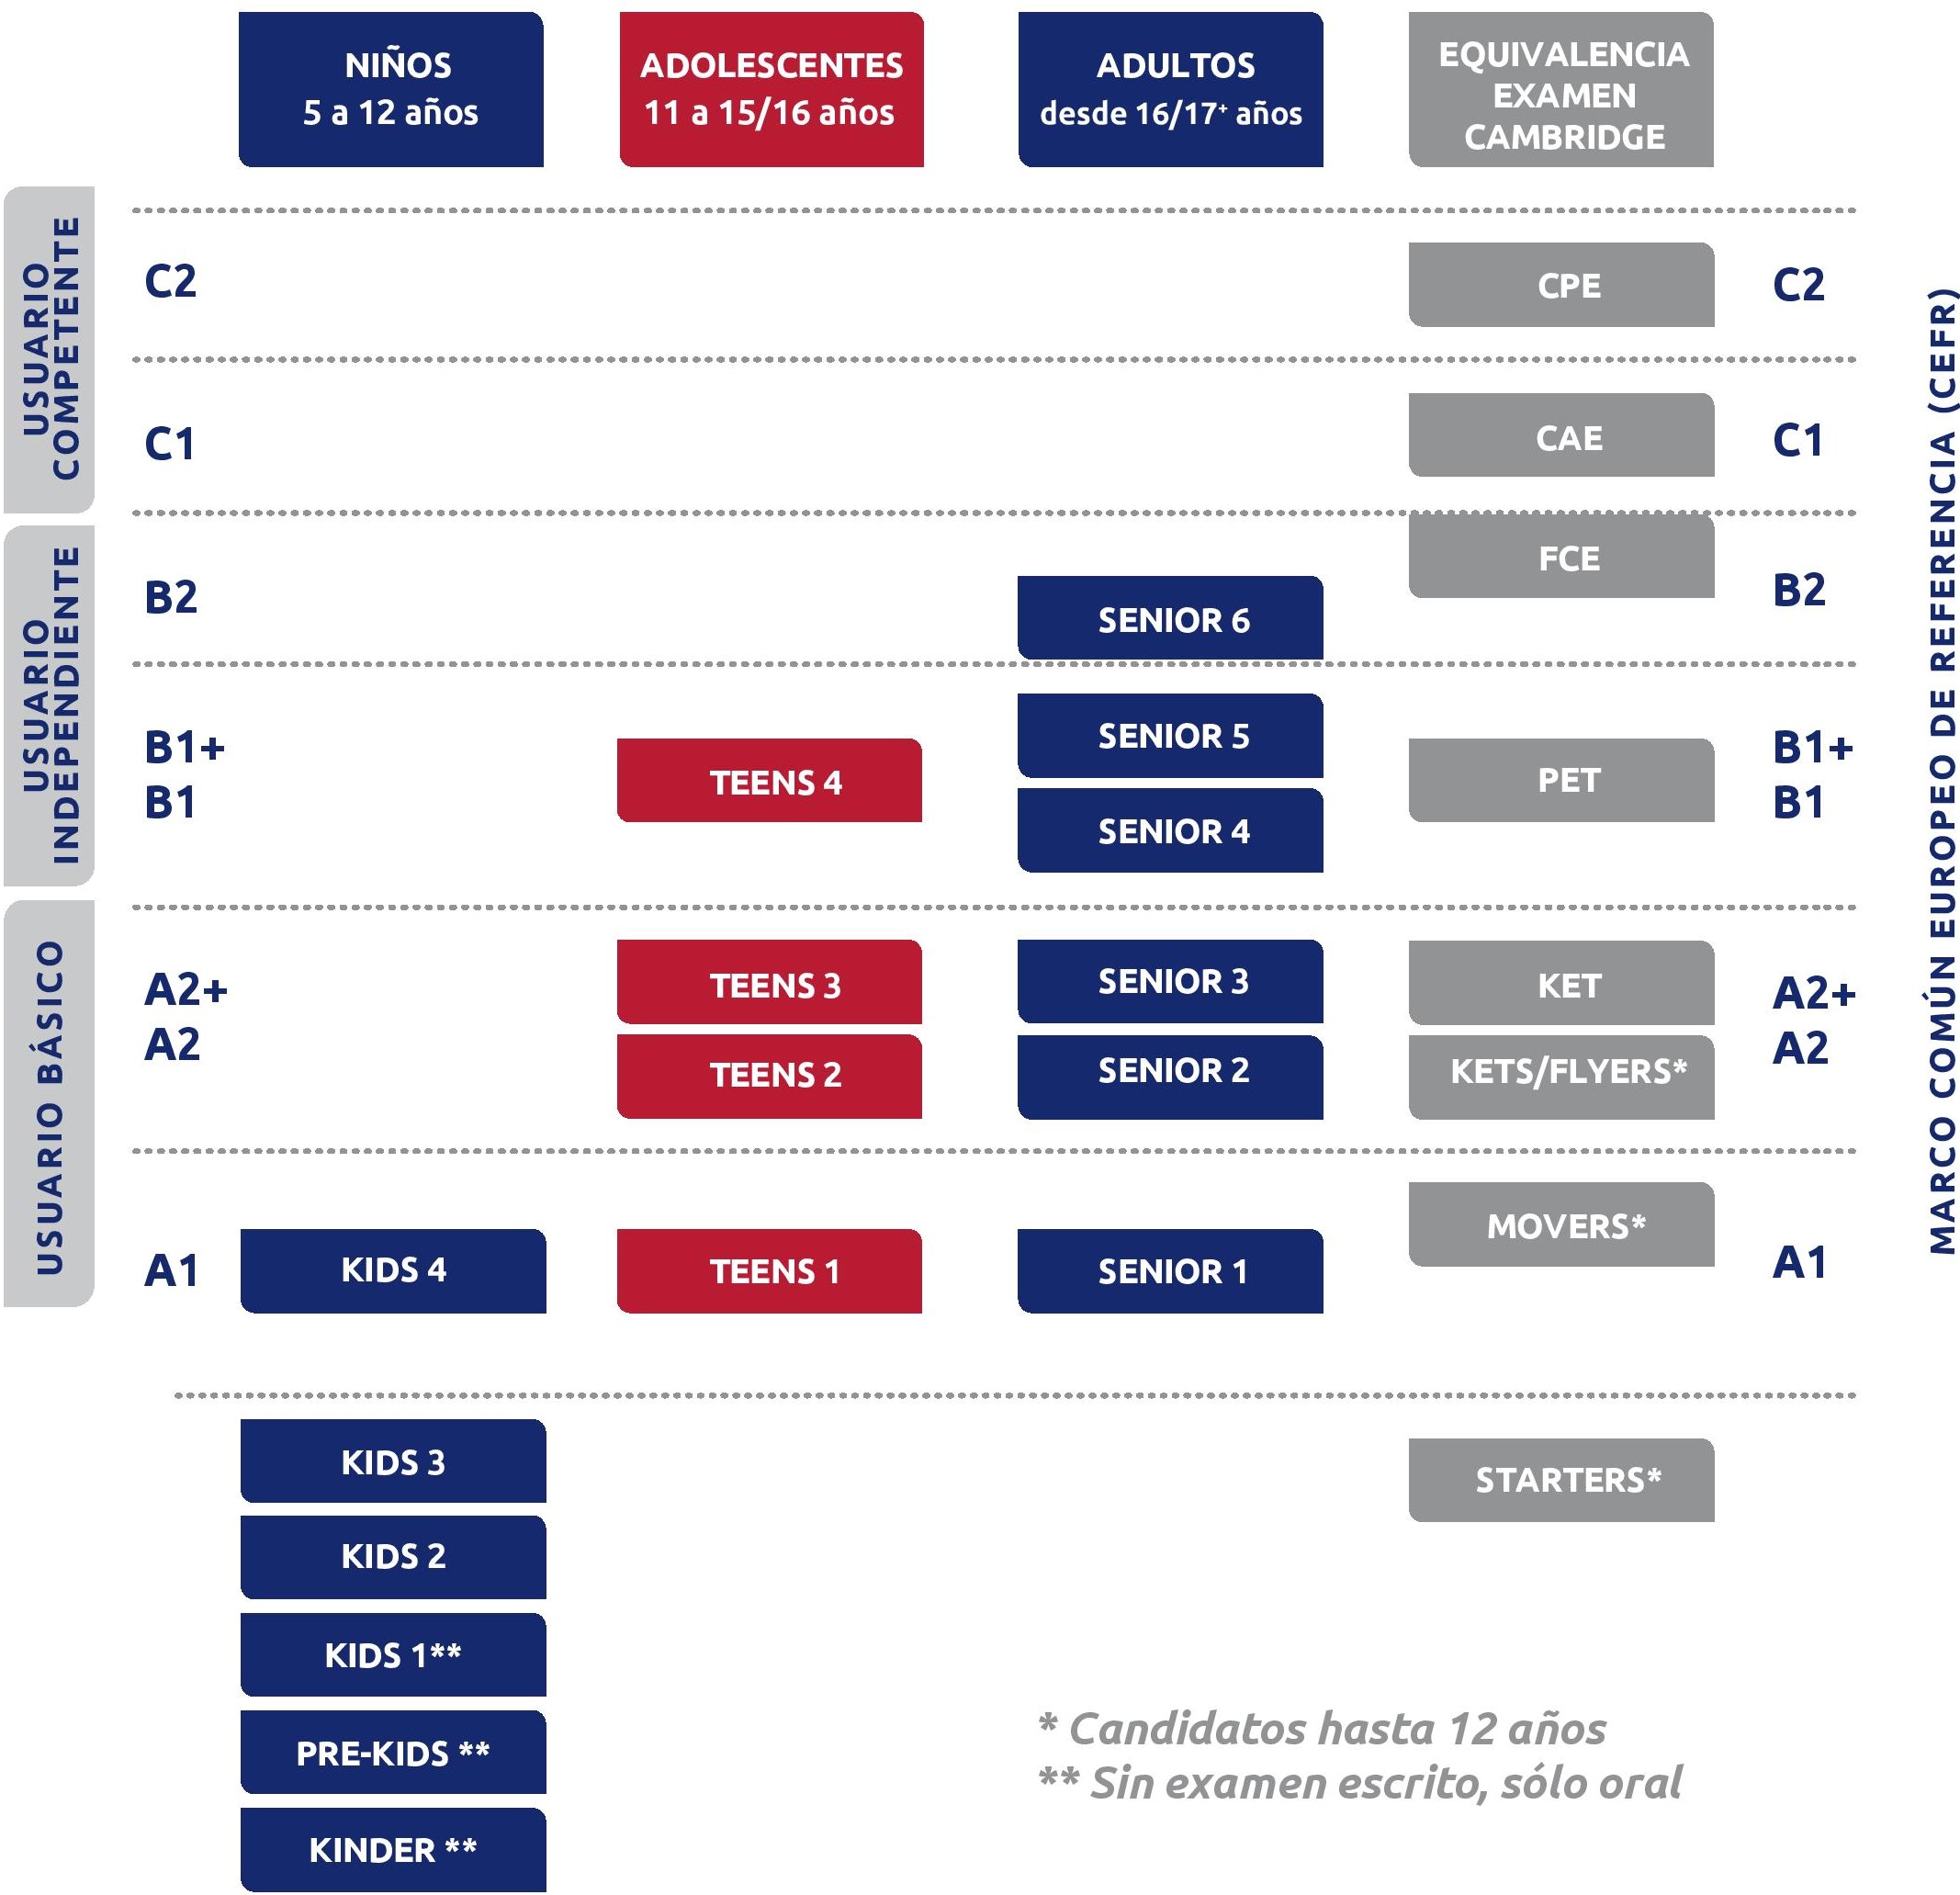 NIÑOS
5 a 12 años
ADOLESCENTES
11 a 15/16 años
ADULTOS
desde 16/17+ años
EQUIVALENCIA
EXAMEN
CAMBRIDGE
USUARIO
COMPETENTE
C2
CPE
C2
C1
CAE
C1
USUARIO
INDEPENDIENTE
B2
SENIOR 6
FCE
B2
B1+
B1
TEENS 4
SENIOR 5
SENIOR 4
PET
B1+
B1
USUARIO BÁSICO
A2+
A2
TEENS 3
TEENS 2
SENIOR 3
SENIOR 2
KET
KETS/FLYERS*
A2+
A2
A1
KIDS 4
TEENS 1
SENIOR 1
MOVERS*
A1
MARCO COMÚN EUROPEO DE REFERENCIA (CEFR)
KIDS 3
STARTERS*
KIDS 2
KIDS 1**
PRE-KIDS **
KINDER **
* Candidatos hasta 12 años
** Sin examen escrito, sólo oral